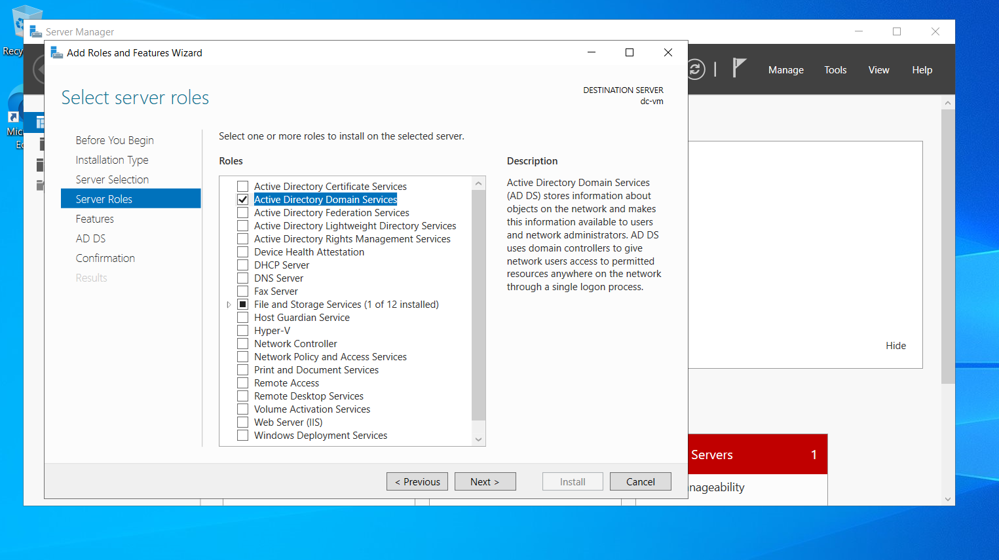 Recy
Mic
Ec
Server Manager
Manage
Tools
View
Help
Add Roles and Features Wizard
Select server roles
DESTINATION SERVER
dc-vm
Before You Begin
Installation Type
Server Selection
Server Roles
Features
AD DS
Confirmation
Results
Select one or more roles to install on the selected server.
Roles
Active Directory Certificate Services
Active Directory Domain Services
Active Directory Federation Services
Active Directory Lightweight Directory Services
Active Directory Rights Management Services
Device Health Attestation
DHCP Server
DNS Server
Fax Server
File and Storage Services (1 of 12 installed)
Host Guardian Service
Hyper-V
Network Controller
Network Policy and Access Services
Print and Document Services
Remote Access
Remote Desktop Services
Volume Activation Services
Web Server (IIS)
Windows Deployment Services
Description
Active Directory Domain Services
(AD DS) stores information about
objects on the network and makes
this information available to users
and network administrators. AD DS
uses domain controllers to give
network users access to permitted
resources anywhere on the network
through a single logon process.
< Previous
Next >
Install
Cancel
Hide
Servers 1
nageability